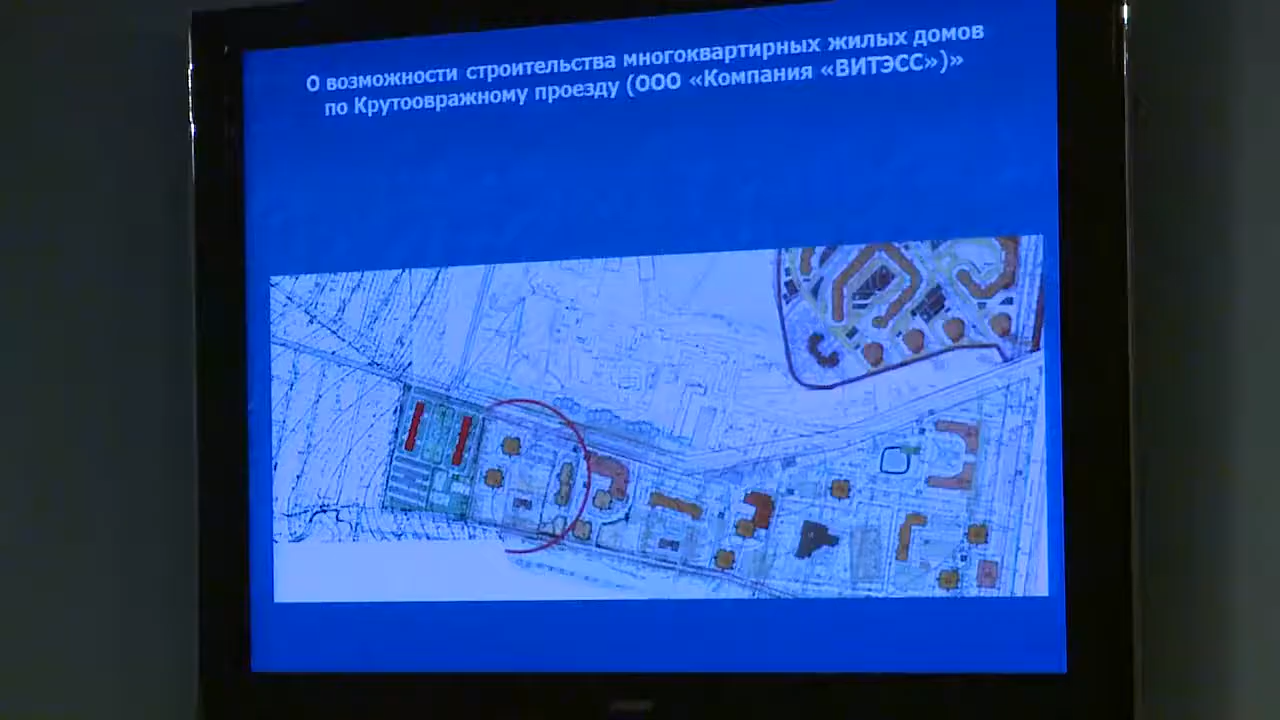 О возможности строительства многоквартирных жилых домов
по Крутоовражному проезду (ООО «Компания «ВИТЭСС»)»